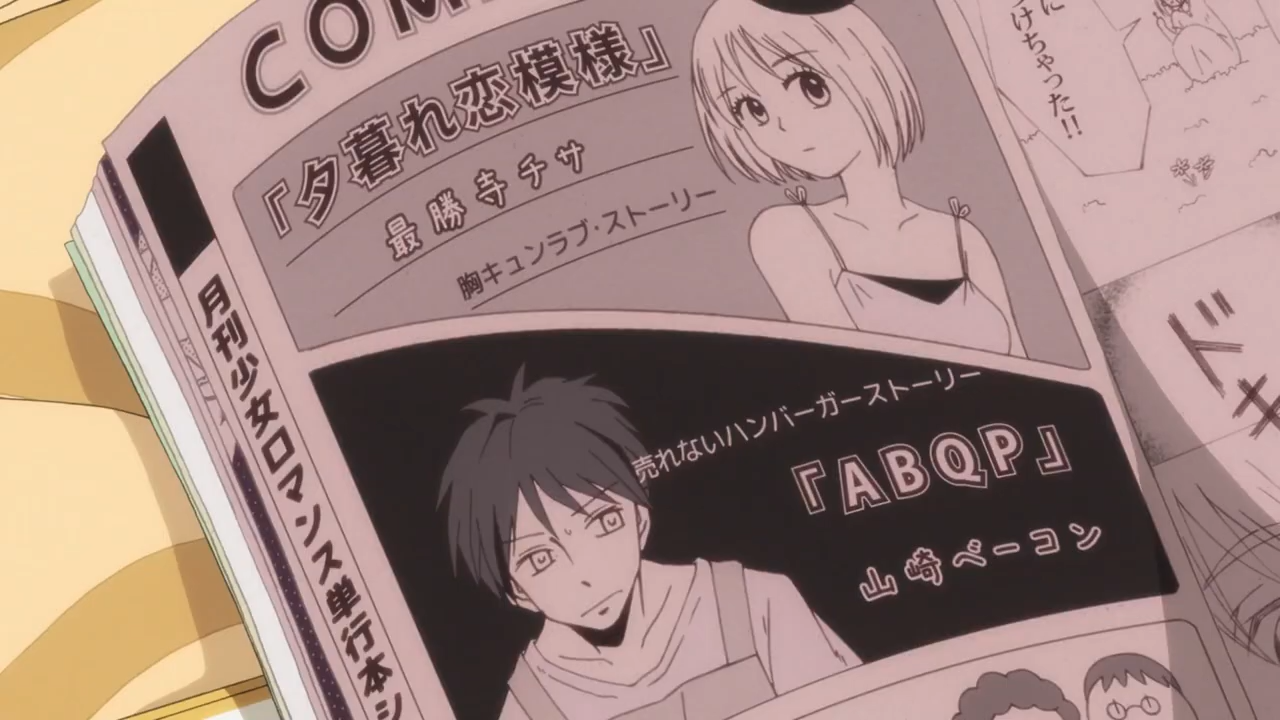 COM
『夕暮れ恋模様』
最勝寺チサ
胸キュンラブ・ストーリー
売れないハンバーガーストーリー
『ABQP』
山崎ベーコン
月刊少女ロマンス単行本シ
に
けちゃった!!
ドキ